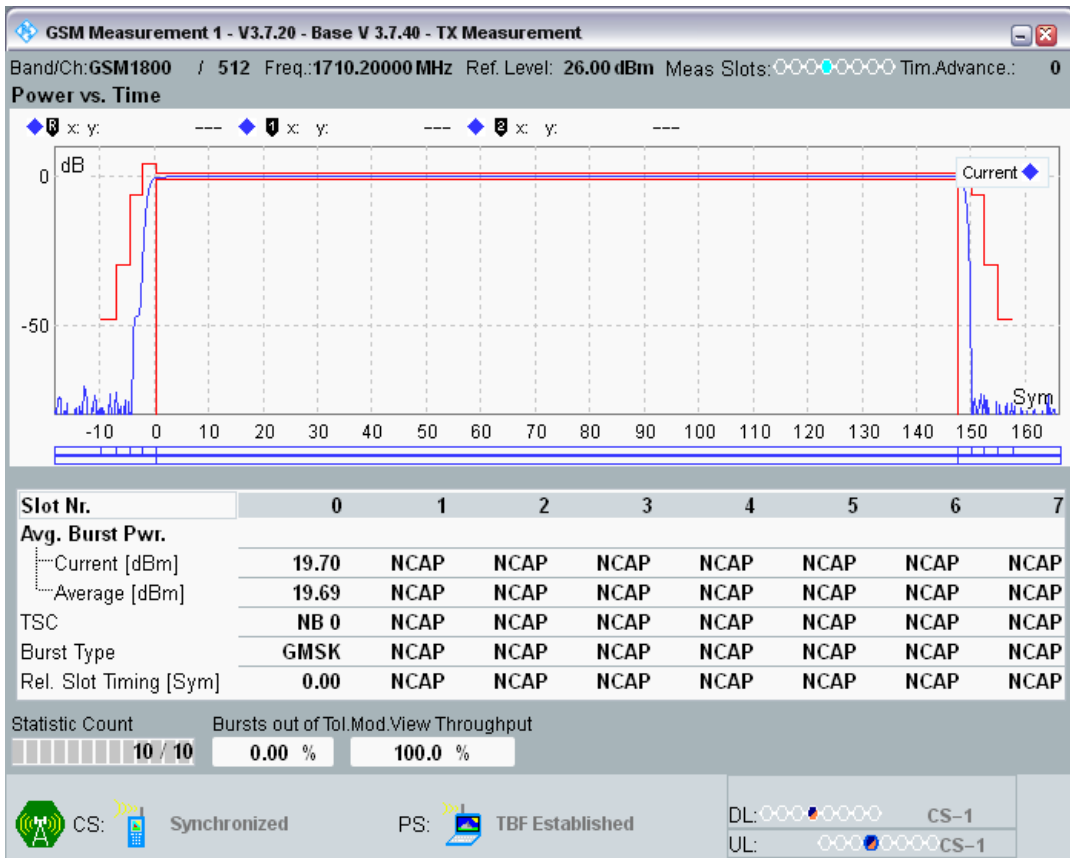 GSM Measurement 1 - V3.7.20 - Base V 3.7.40 - TX Measurement
Band/Ch:GSM1800 / 512 Freq.:1710.20000 MHz Ref. Level: 26.00 dBm Meas Slots: Tim.Advance.: 0
Power vs. Time
R x: y: --- 1 x: y: --- 2 x: y: ---
dB
Current
0
-50
Sym
-10 0 10 20 30 40 50 60 70 80 90 100 110 120 130 140 150 160
Slot Nr. 0 1 2 3 4 5 6 7
Avg. Burst Pwr.
Current [dBm] 19.70 NCAP NCAP NCAP NCAP NCAP NCAP NCAP
Average [dBm] 19.69 NCAP NCAP NCAP NCAP NCAP NCAP NCAP
TSC NB 0 NCAP NCAP NCAP NCAP NCAP NCAP NCAP
Burst Type GMSK NCAP NCAP NCAP NCAP NCAP NCAP NCAP
Rel. Slot Timing [Sym] 0.00 NCAP NCAP NCAP NCAP NCAP NCAP NCAP
Statistic Count Bursts out of Tol.Mod.View Throughput
10 / 10 0.00 % 100.0 %
CS: Synchronized PS: TBF Established
DL: CS-1
UL: CS-1